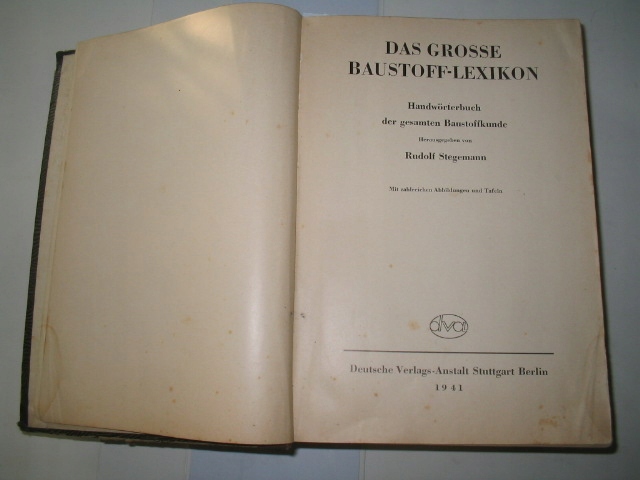 DAS GROSSE
BAUSTOFF-LEXIKON
Handwörterbuch
der gesamten Baustoffkunde
Herausgegeben von
Rudolf Stegemann
Mit zahlreichen Abbildungen und Tafeln
dva
Deutsche Verlags-Anstalt Stuttgart Berlin
1941